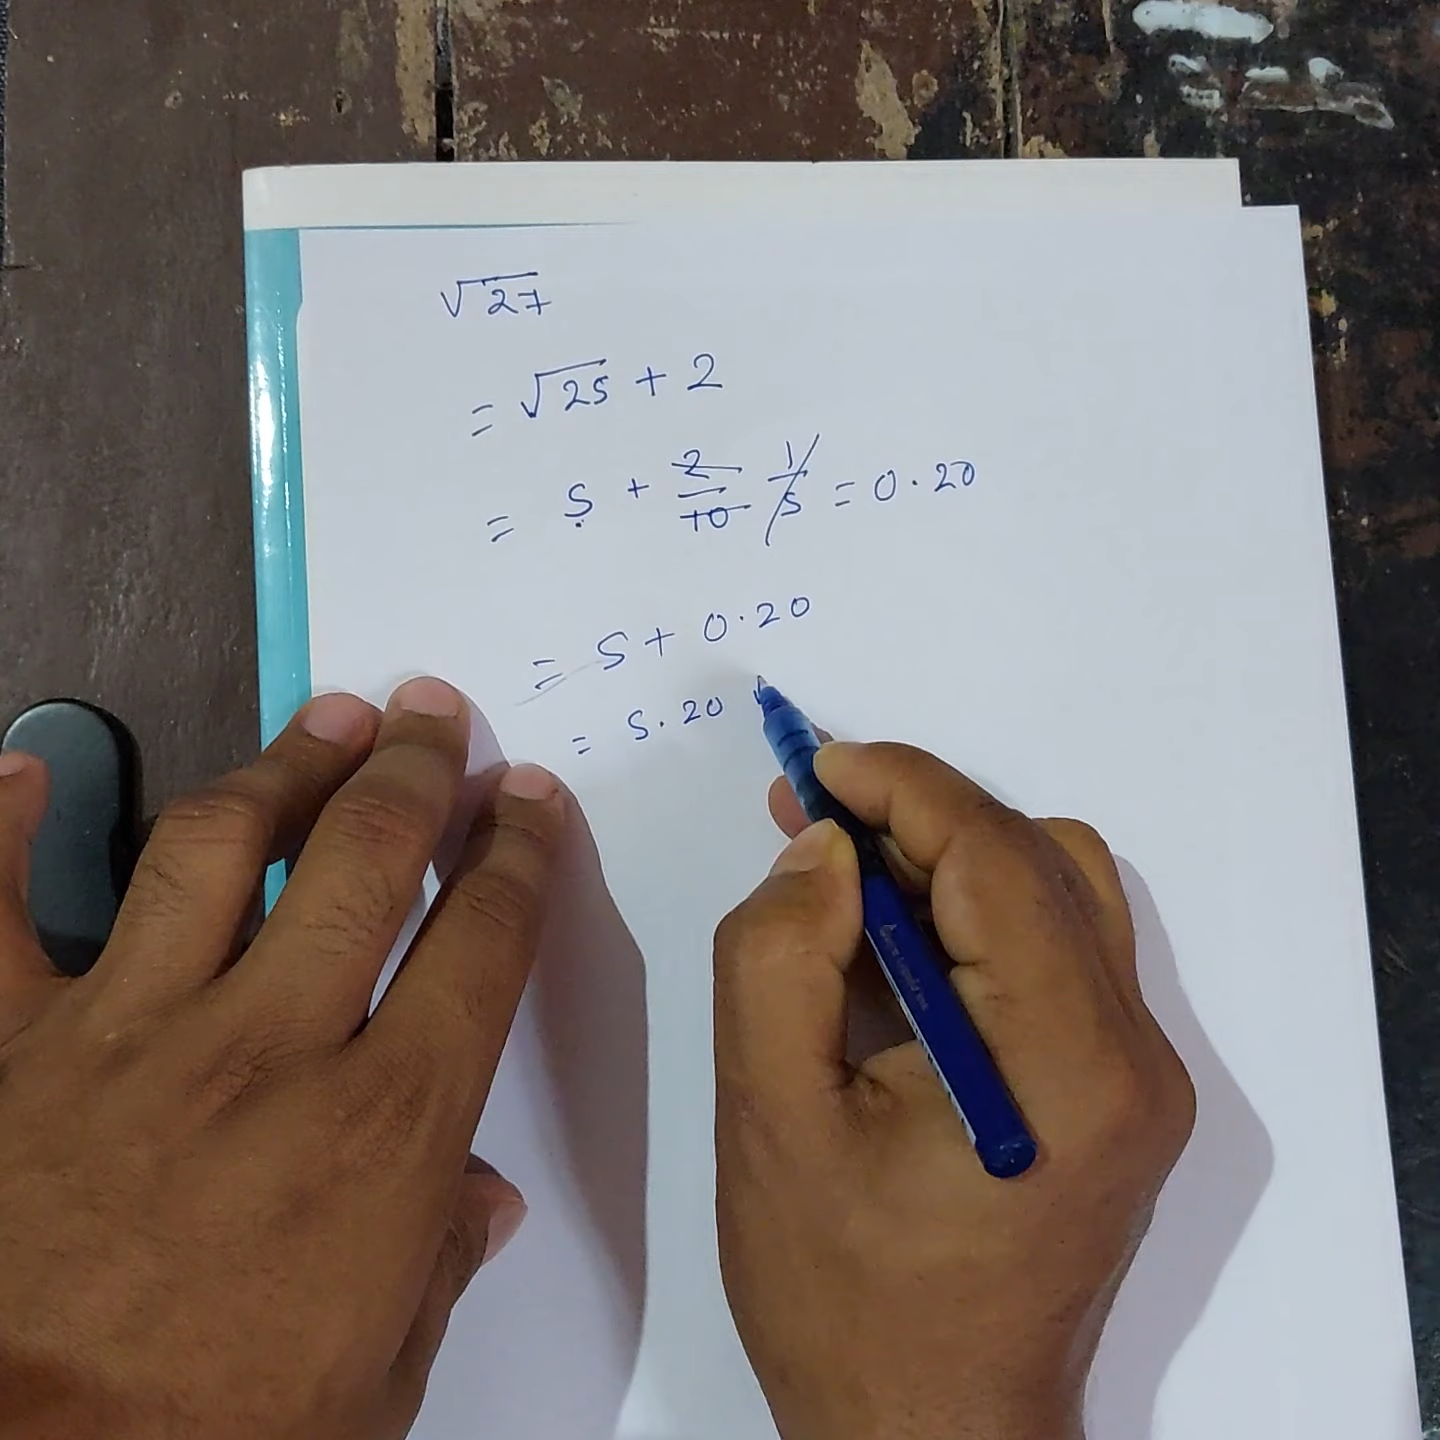 √27
= √25 + 2
= 5 + 2/10 1/5 = 0.20
= 5 + 0.20
= 5.20